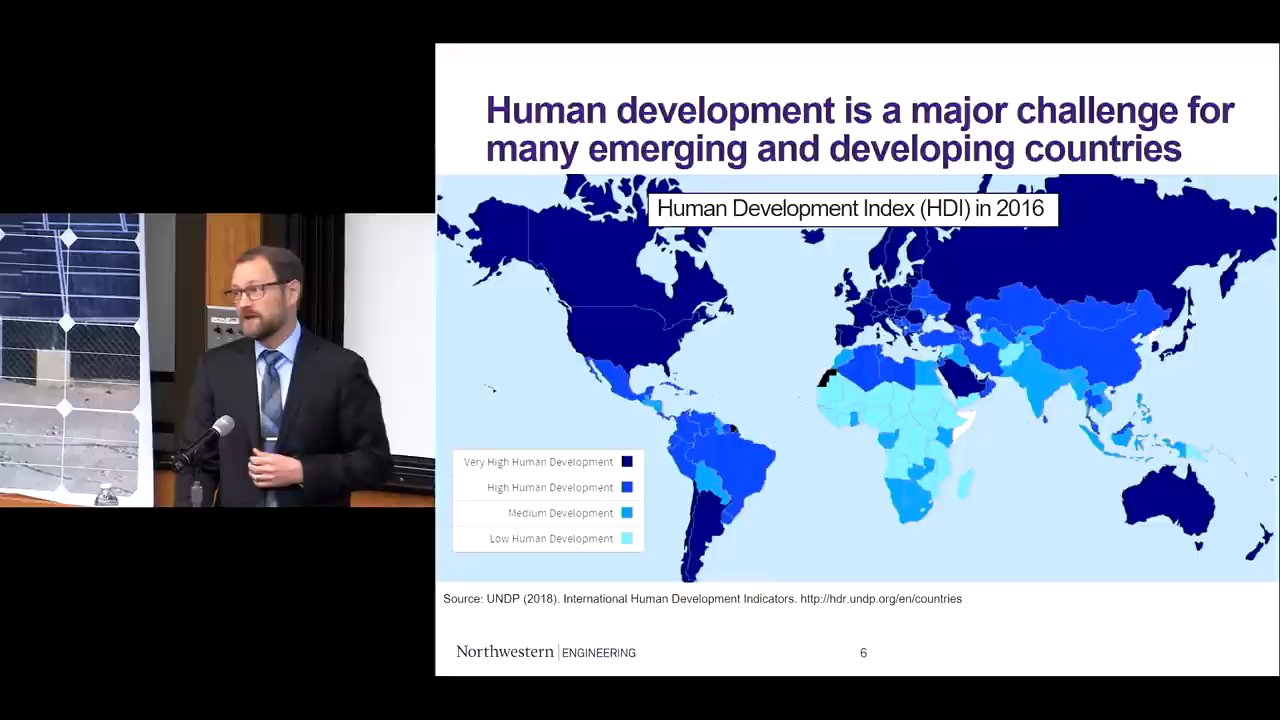 Human development is a major challenge for
many emerging and developing countries
Human Development Index (HDI) in 2016
Very High Human Development
High Human Development
Medium Development
Low Human Development
Source: UNDP (2018). International Human Development Indicators. http://hdr.undp.org/en/countries
Northwestern | ENGINEERING
6